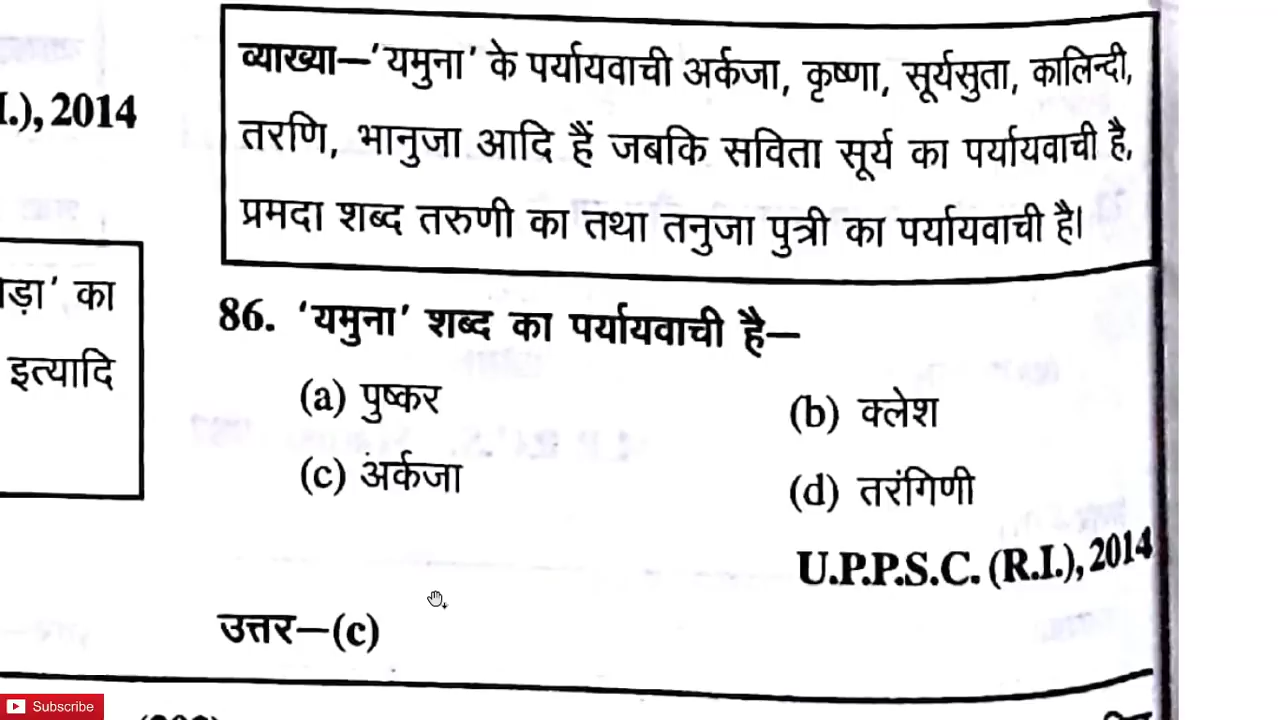 व्याख्या–'यमुना' के पर्यायवाची अर्कजा, कृष्णा, सूर्यसुता, कालिन्दी,
तरणि, भानुजा आदि हैं जबकि सविता सूर्य का पर्यायवाची है,
प्रमदा शब्द तरुणी का तथा तनुजा पुत्री का पर्यायवाची है।
I.), 2014
का
इत्यादि
86. 'यमुना' शब्द का पर्यायवाची है–
(a) पुष्कर
(b) क्लेश
(c) अर्कजा
(d) तरंगिणी
U.P.P.S.C. (R.I.), 2014
उत्तर–(c)
Subscribe